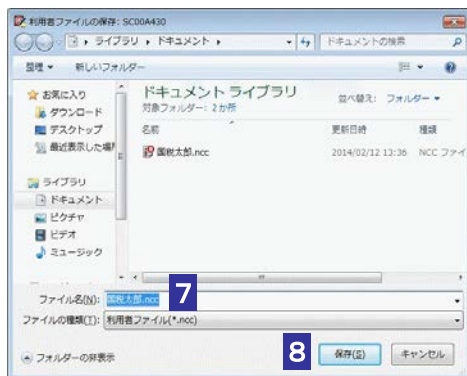 利用者ファイルの保存: SC00A430
ライブラリ ▸ ドキュメント ▸
ドキュメントの検索
整理 ▾ 新しいフォルダー
お気に入り
ダウンロード
デスクトップ
最近表示した場所
ライブラリ
ドキュメント
ピクチャ
ビデオ
ミュージック
ドキュメント ライブラリ
対象フォルダー: 2か所
並べ替え: フォルダー ▾
名前 更新日時 種類
国税太郎.ncc 2014/02/12 13:36 NCC ファイ
ファイル名(N): 国税太郎.ncc 7
ファイルの種類(T): 利用者ファイル(*.ncc)
フォルダーの非表示 8 保存(S) キャンセル